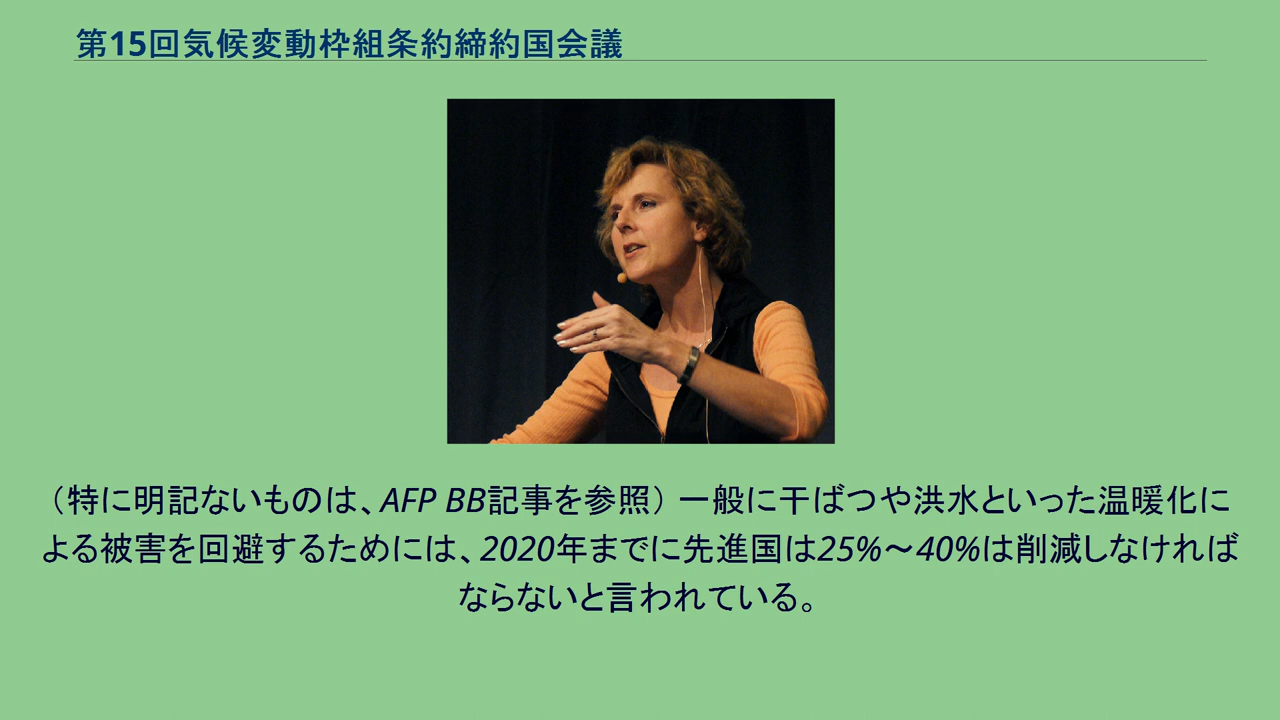 第15回気候変動枠組条約締約国会議
（特に明記ないものは、AFP BB記事を参照） 一般に干ばつや洪水といった温暖化に
よる被害を回避するためには、2020年までに先進国は25%～40%は削減しなければ
ならないと言われている。